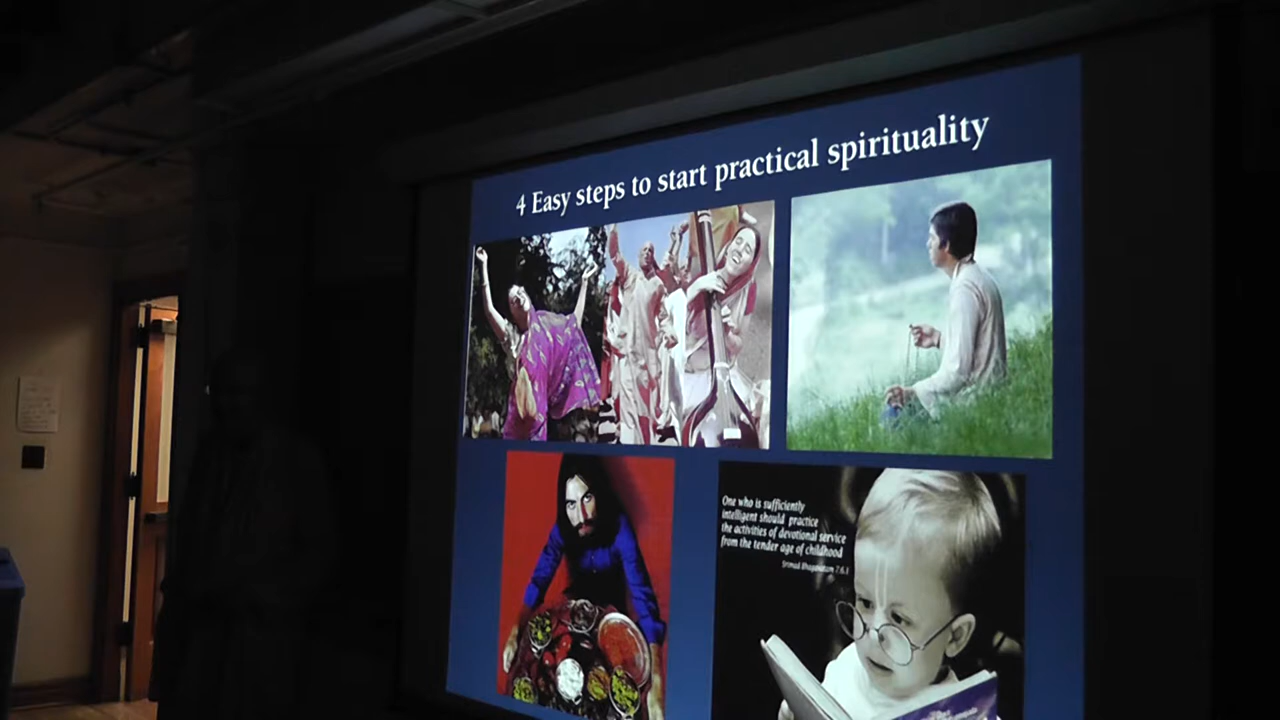 4 Easy steps to start practical spirituality
One who is sufficiently
intelligent should practice
the activities of devotional service
from the tender age of childhood
Srimad Bhagavatam 7.6.1